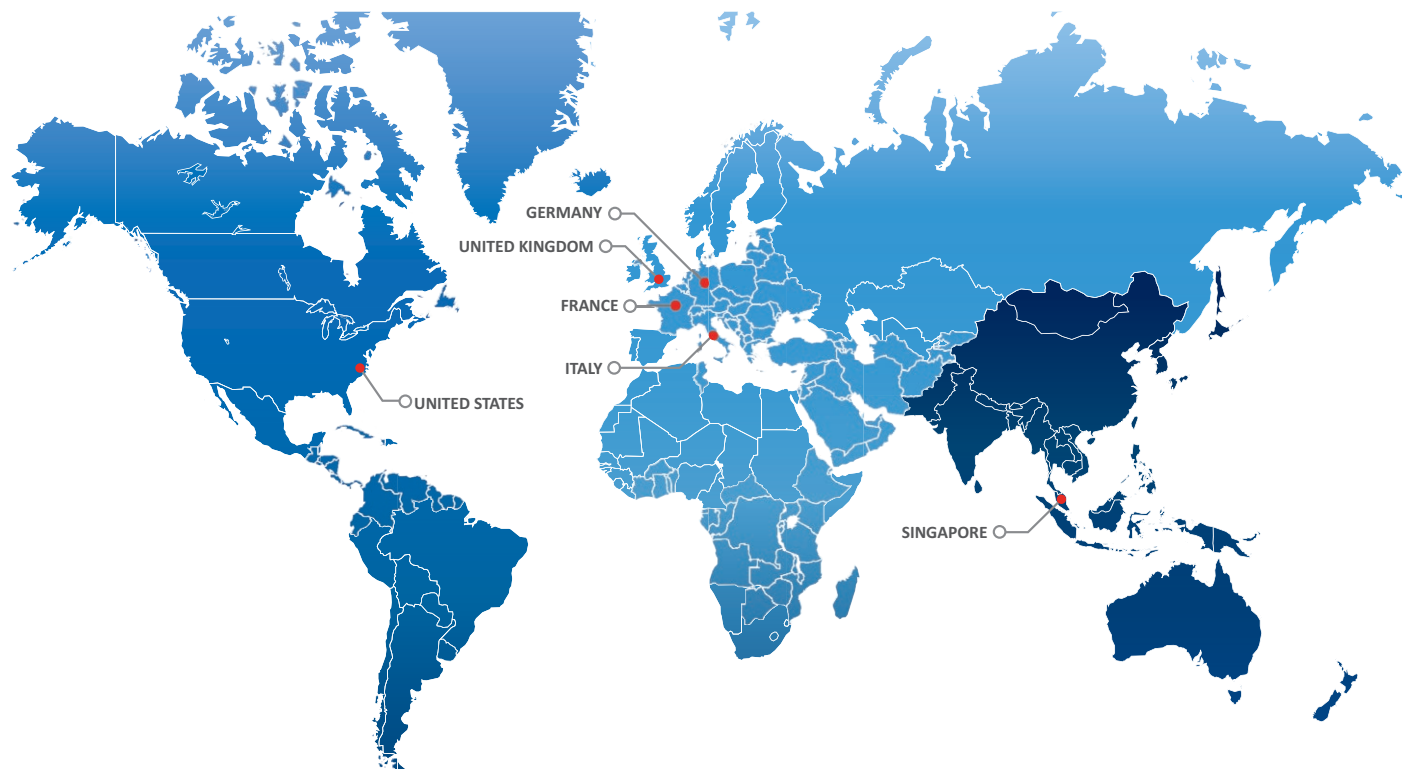 GERMANY
UNITED KINGDOM
FRANCE
ITALY
UNITED STATES
SINGAPORE